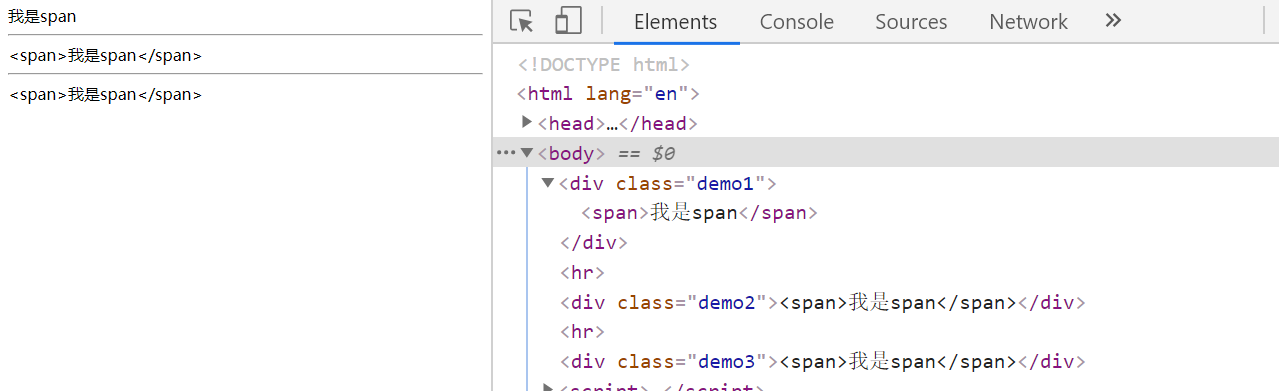 我是span
<span>我是span</span>
<span>我是span</span>
Elements Console Sources Network »
<!DOCTYPE html>
<html lang="en">
▶<head>…</head>
…▼<body> == $0
▼<div class="demo1">
<span>我是span</span>
</div>
<hr>
<div class="demo2"><span>我是span</span></div>
<hr>
<div class="demo3"><span>我是span</span></div>
▶<script>…</script>